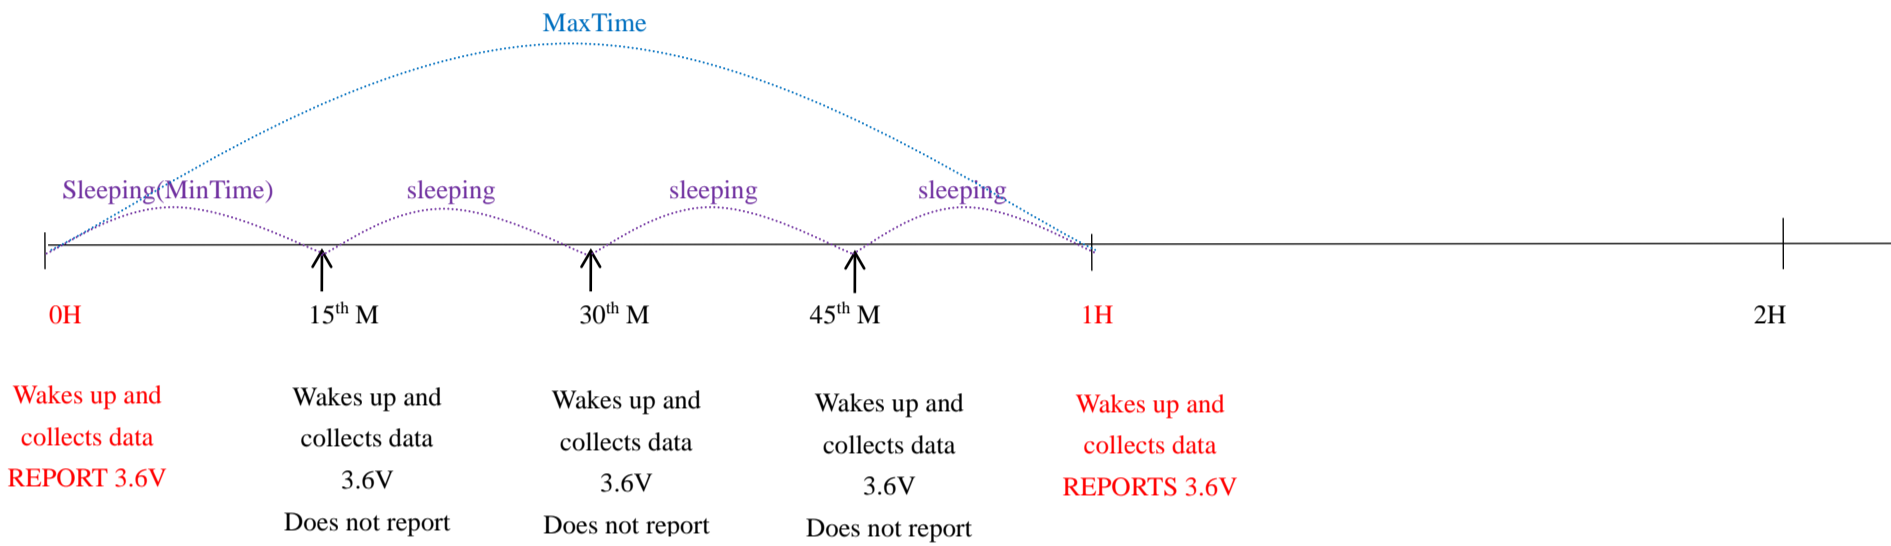 MaxTime
Sleeping(MinTime)
sleeping
sleeping
sleeping
0H
15th M
30th M
45th M
1H
2H
Wakes up and
collects data
REPORT 3.6V
Wakes up and
collects data
3.6V
Does not report
Wakes up and
collects data
3.6V
Does not report
Wakes up and
collects data
3.6V
Does not report
Wakes up and
collects data
REPORTS 3.6V